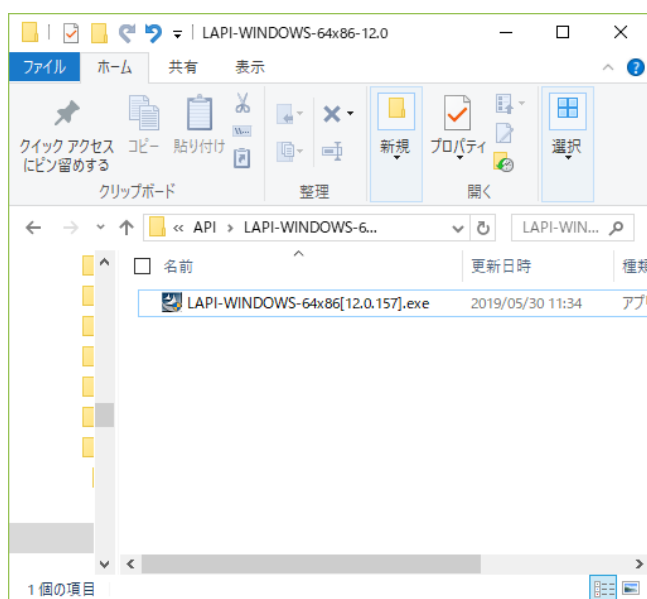 LAPI-WINDOWS-64x86-12.0
ファイル ホーム 共有 表示
クイック アクセス
にピン留めする
コピー 貼り付け
新規
プロパティ
選択
クリップボード 整理 開く
« API › LAPI-WINDOWS-6... LAPI-WIN...
名前 更新日時 種類
LAPI-WINDOWS-64x86[12.0.157].exe 2019/05/30 11:34 アプ
1 個の項目